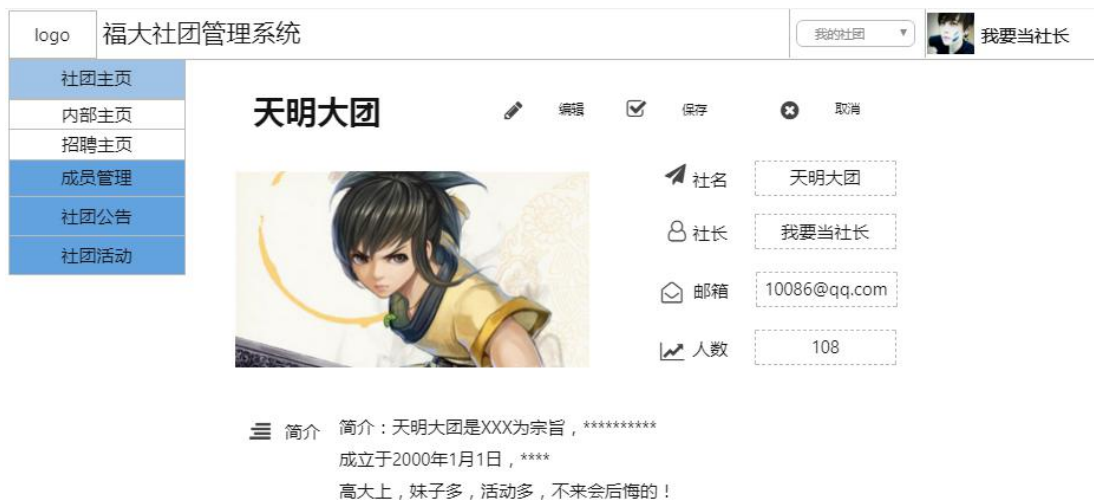 logo
福大社团管理系统
我的社团
我要当社长
社团主页
内部主页
招聘主页
成员管理
社团公告
社团活动
天明大团
编辑
保存
取消
社名
天明大团
社长
我要当社长
邮箱
10086@qq.com
人数
108
简介
简介：天明大团是XXX为宗旨，**********
成立于2000年1月1日，****
高大上，妹子多，活动多，不来会后悔的！